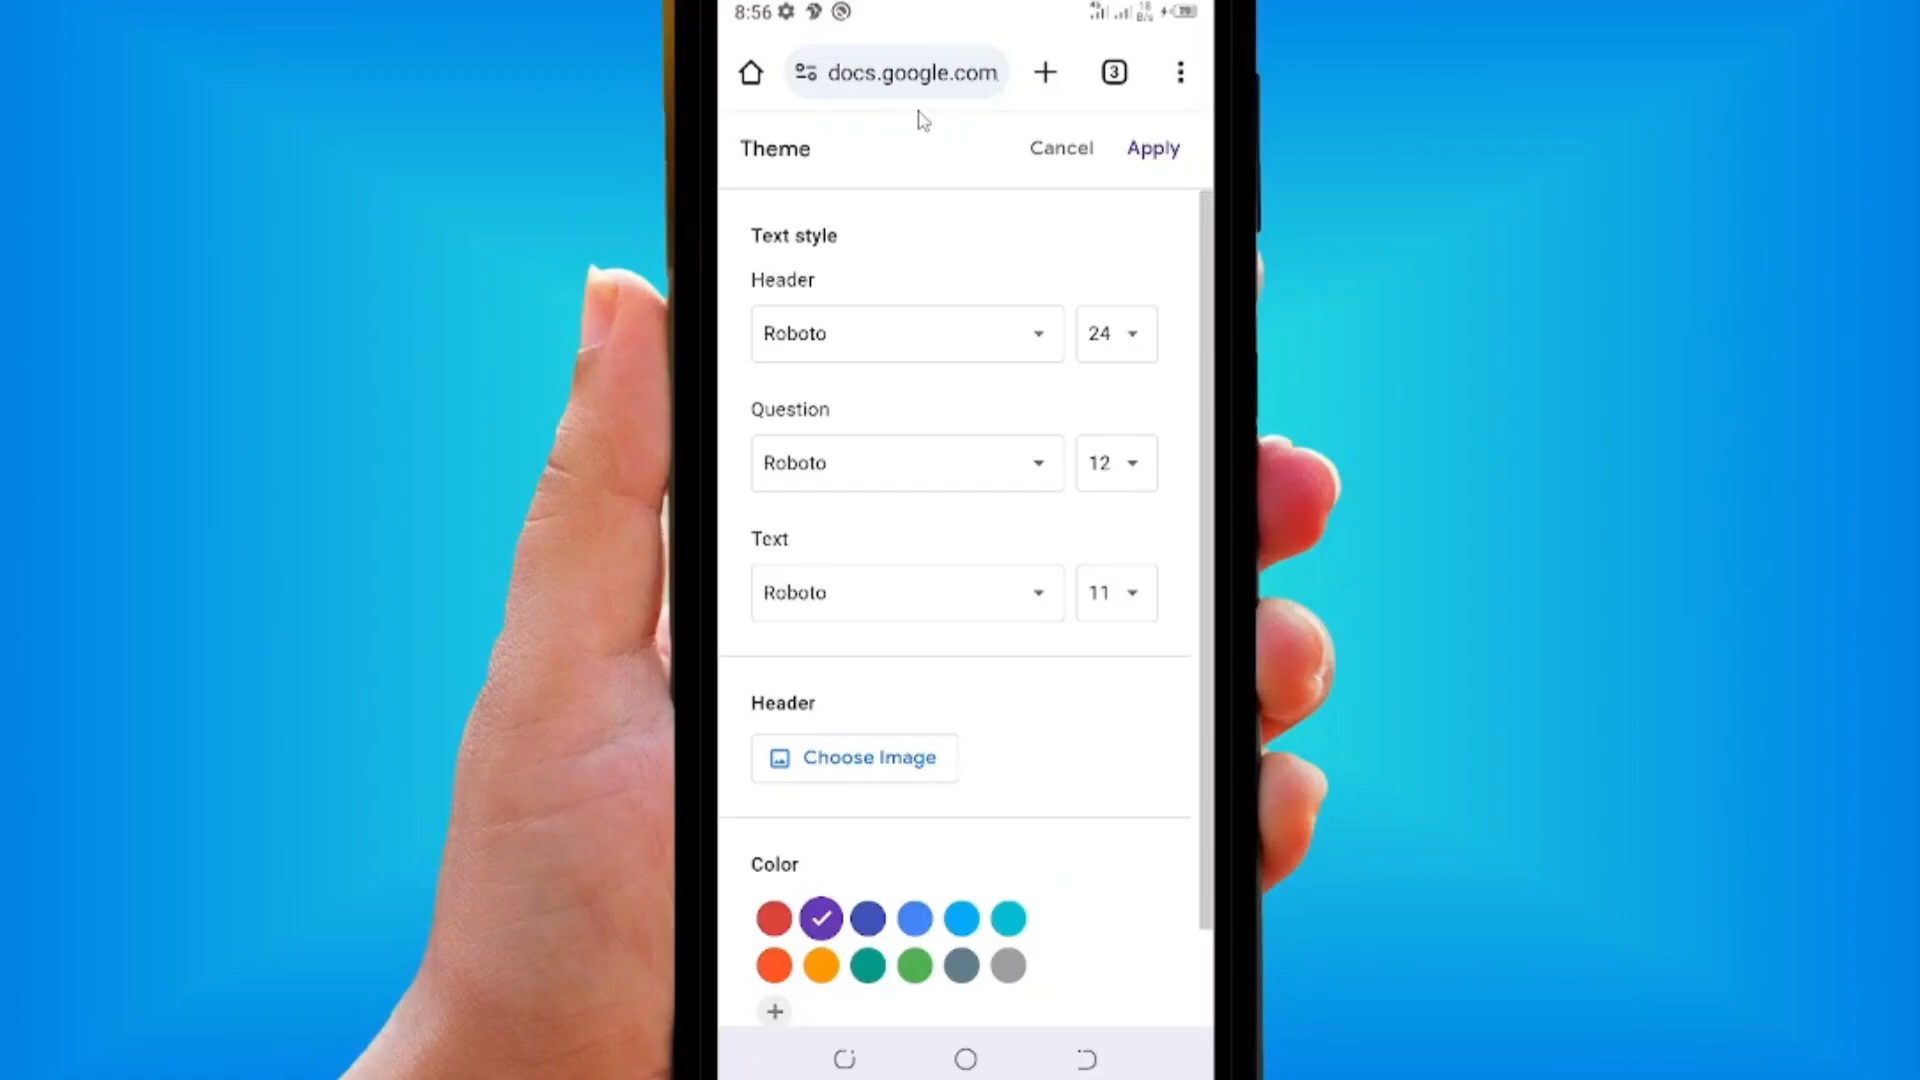 8:56
docs.google.com
3
Theme Cancel Apply
Text style
Header
Roboto 24
Question
Roboto 12
Text
Roboto 11
Header
Choose Image
Color